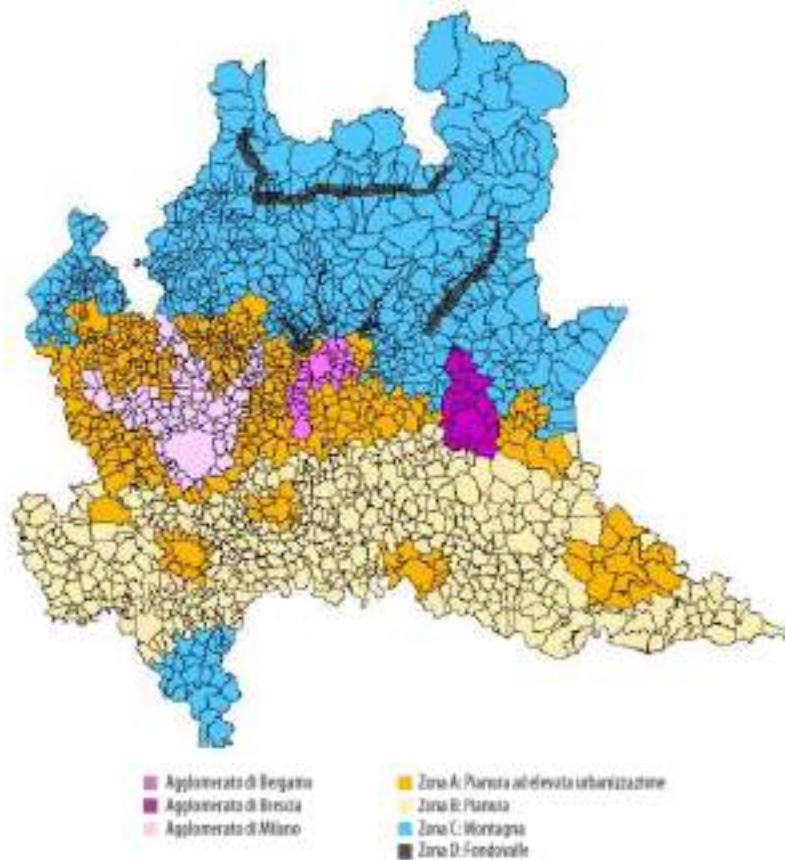 Agglomerato di Bergamo
Agglomerato di Brescia
Agglomerato di Milano
Zona A: Pianura ad elevata urbanizzazione
Zona B: Pianura
Zona C: Montagna
Zona D: Fondovalle